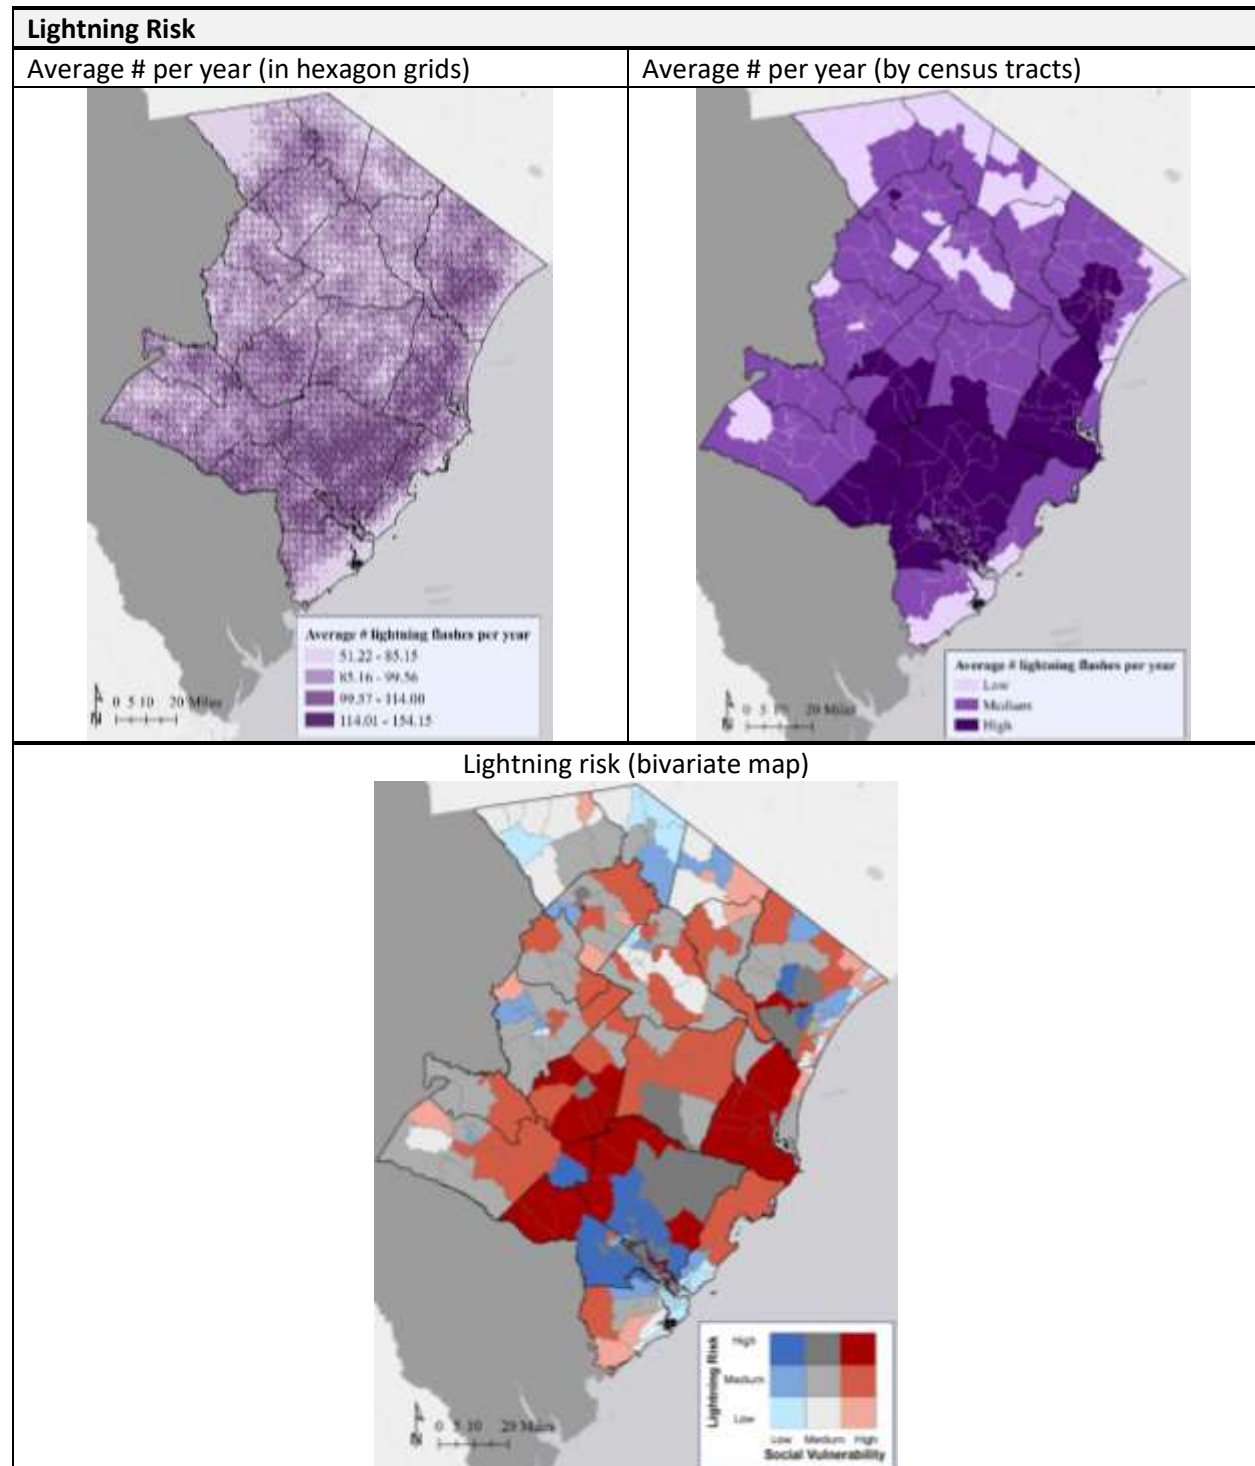 Lightning Risk
Average # per year (in hexagon grids)
Average # per year (by census tracts)
Average # lightning flashes per year
51.22 - 85.15
85.16 - 99.56
99.57 - 114.00
114.01 - 154.15
0 5 10 20 Miles
N
Average # lightning flashes per year
Low
Medium
High
0 5 20 Miles
N
Lightning risk (bivariate map)
Lightning Risk
High
Medium
Low
Low Medium High
Social Vulnerability
0 5 10 20 Miles
N